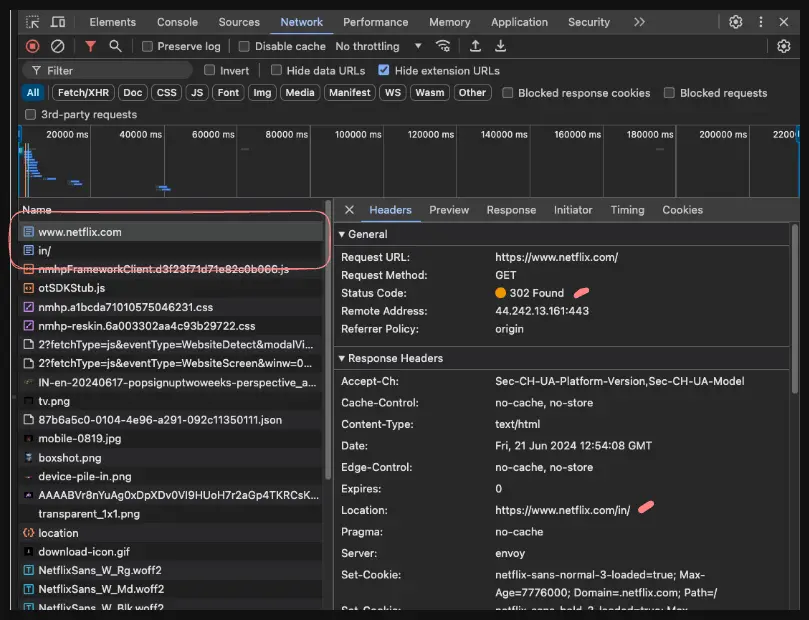 Elements Console Sources Network Performance Memory Application Security
Preserve log Disable cache No throttling
Filter Invert Hide data URLs Hide extension URLs
All Fetch/XHR Doc CSS JS Font Img Media Manifest WS Wasm Other Blocked response cookies Blocked requests
3rd-party requests
20000 ms 40000 ms 60000 ms 80000 ms 100000 ms 120000 ms 140000 ms 160000 ms 180000 ms 200000 ms 2200
Name
www.netflix.com
in/
nmhpFrameworkClient.d3f23f71d71e82c0b066.js
otSDKStub.js
nmhp.a1bcda71010575046231.css
nmhp-reskin.6a003302aa4c93b29722.css
2?fetchType=js&eventType=WebsiteDetect&modalVi...
2?fetchType=js&eventType=WebsiteScreen&winw=0...
IN-en-20240617-popsignuptwoweeks-perspective_a...
tv.png
87b6a5c0-0104-4e96-a291-092c11350111.json
mobile-0819.jpg
boxshot.png
device-pile-in.png
AAAABVr8nYuAg0xDpXDv0VI9HUoH7r2aGp4TKRCsK...
transparent_1x1.png
location
download-icon.gif
NetflixSans_W_Rg.woff2
NetflixSans_W_Md.woff2
NetflixSans_W_Blk.woff2
Headers Preview Response Initiator Timing Cookies
General
Request URL: https://www.netflix.com/
Request Method: GET
Status Code: 302 Found
Remote Address: 44.242.13.161:443
Referrer Policy: origin
Response Headers
Accept-Ch: Sec-CH-UA-Platform-Version,Sec-CH-UA-Model
Cache-Control: no-cache, no-store
Content-Type: text/html
Date: Fri, 21 Jun 2024 12:54:08 GMT
Edge-Control: no-cache, no-store
Expires: 0
Location: https://www.netflix.com/in/
Pragma: no-cache
Server: envoy
Set-Cookie: netflix-sans-normal-3-loaded=true; Max-
Age=7776000; Domain=.netflix.com; Path=/
Set-Cookie: netflix-sans-bold-3-loaded=true; Max-